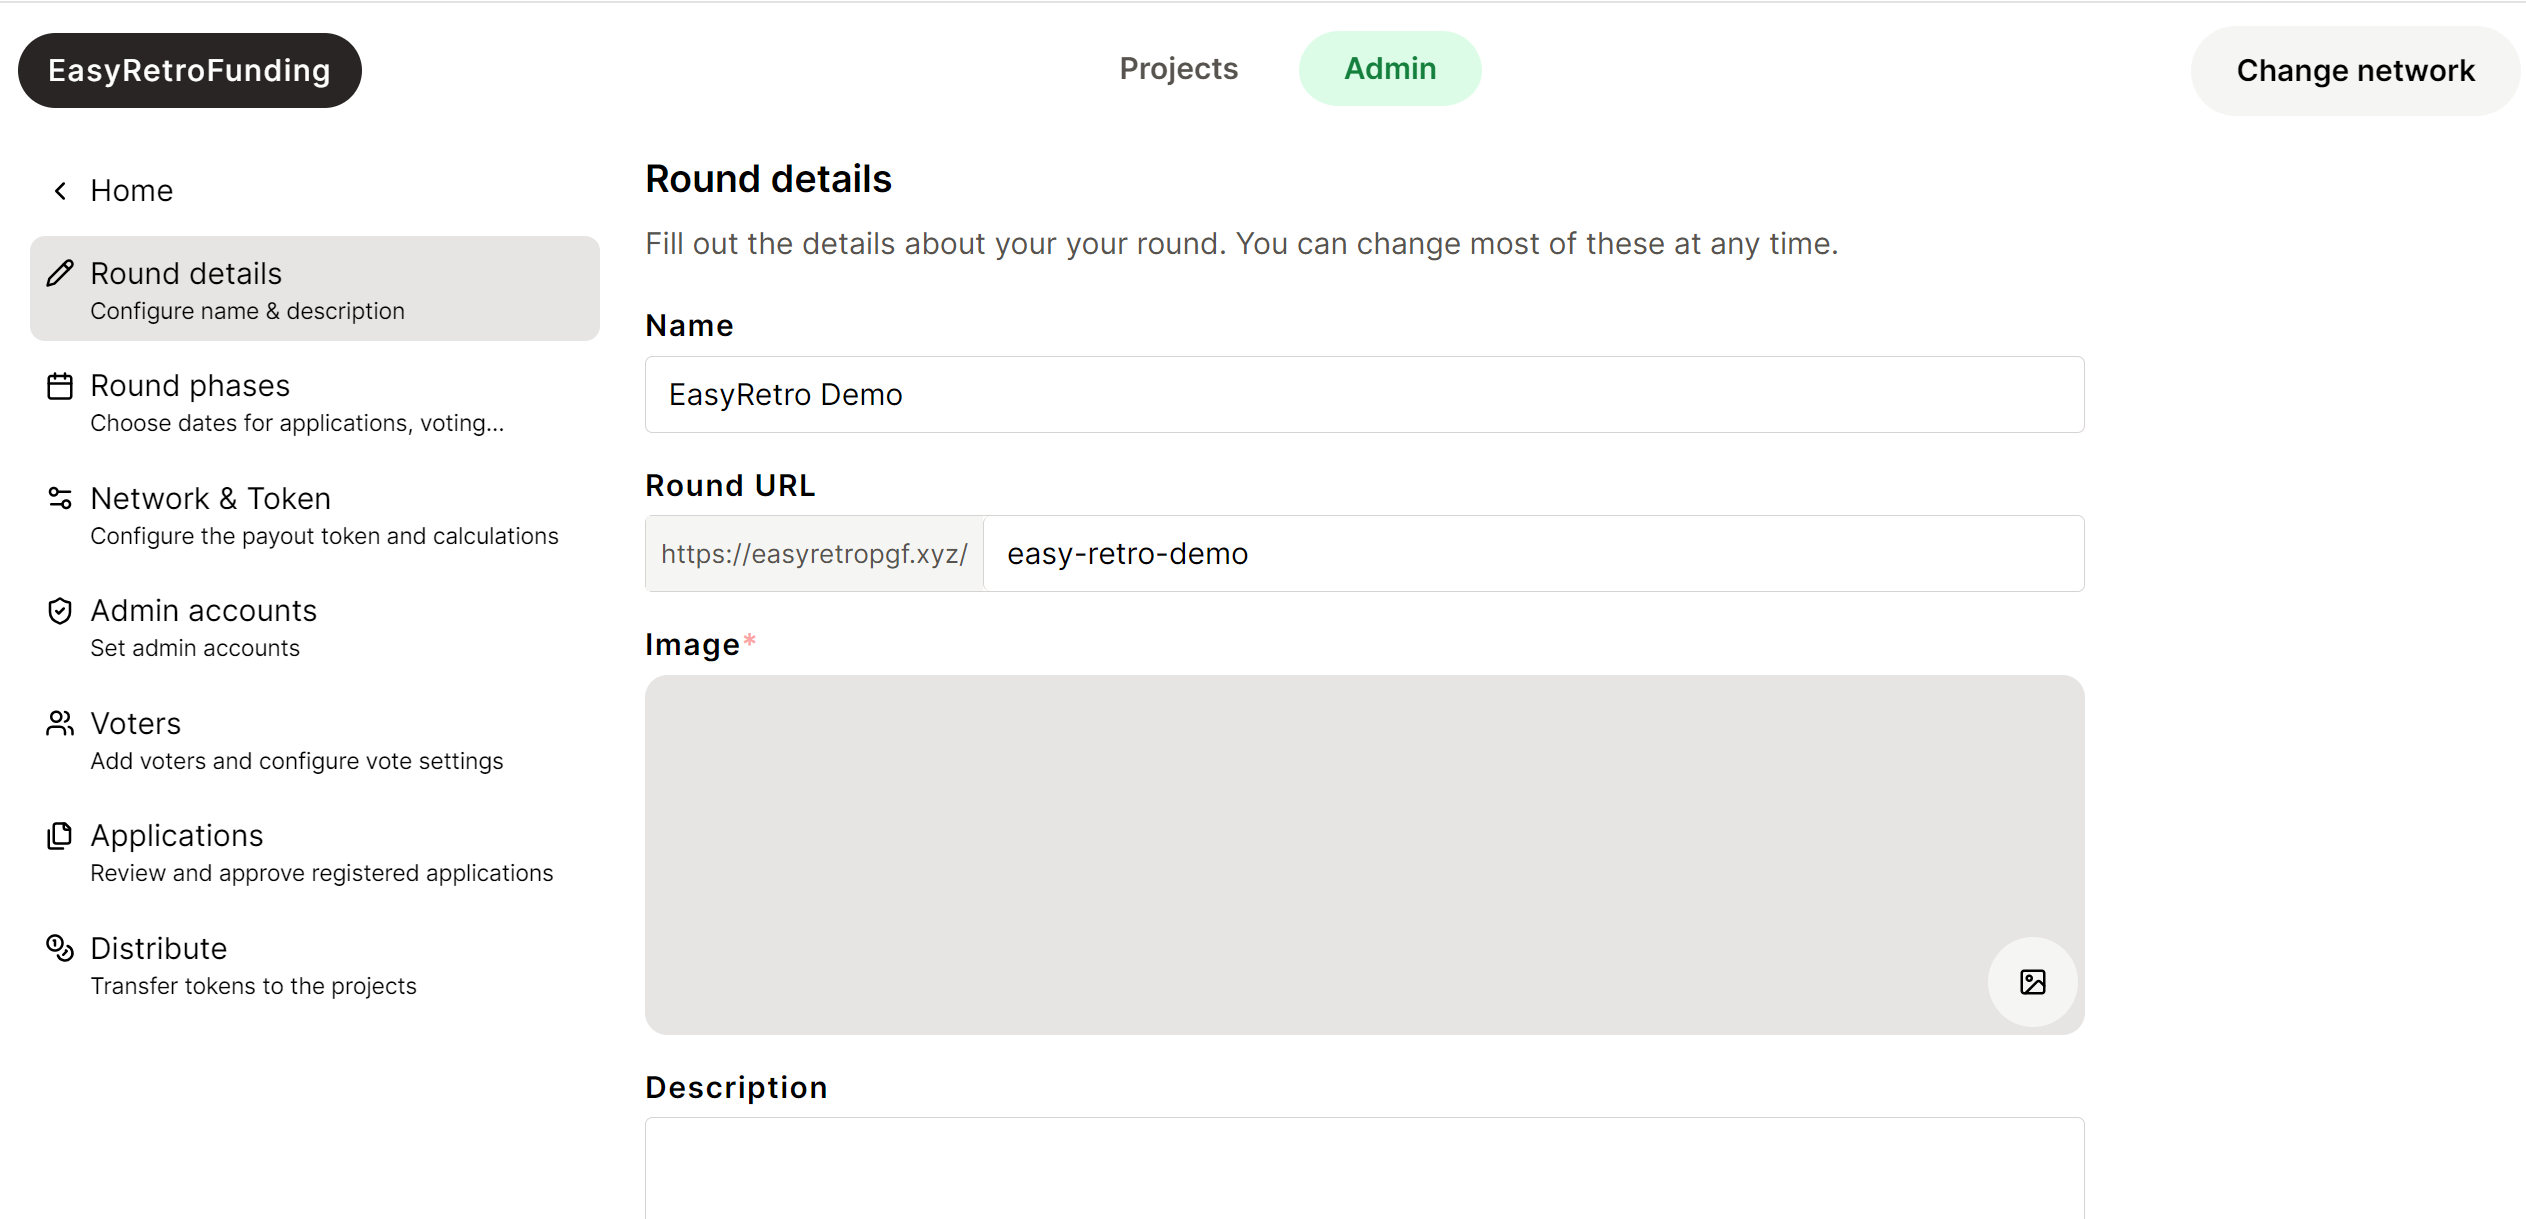 EasyRetroFunding
Projects
Admin
Change network
Home
Round details
Configure name & description
Round phases
Choose dates for applications, voting...
Network & Token
Configure the payout token and calculations
Admin accounts
Set admin accounts
Voters
Add voters and configure vote settings
Applications
Review and approve registered applications
Distribute
Transfer tokens to the projects
Round details
Fill out the details about your your round. You can change most of these at any time.
Name
EasyRetro Demo
Round URL
https://easyretropgf.xyz/ easy-retro-demo
Image*
Description